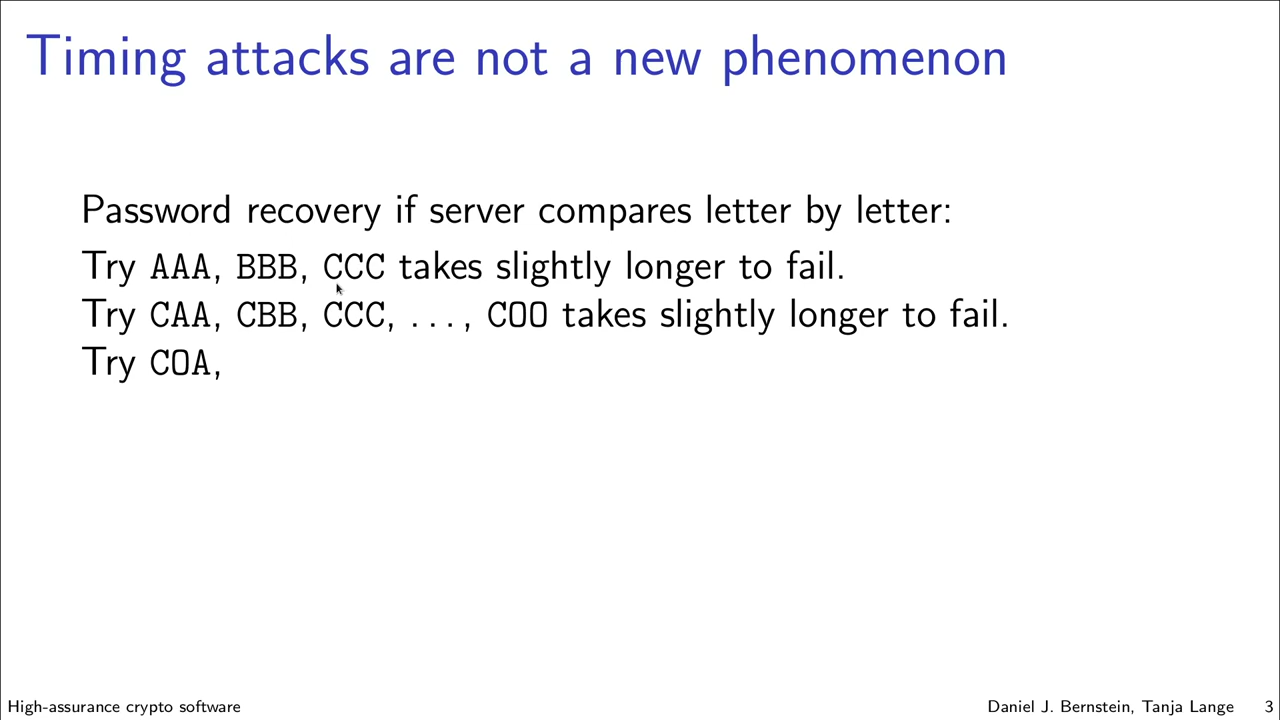 Timing attacks are not a new phenomenon
Password recovery if server compares letter by letter:
Try AAA, BBB, CCC takes slightly longer to fail.
Try CAA, CBB, CCC, ..., COO takes slightly longer to fail.
Try COA,
High-assurance crypto software
Daniel J. Bernstein, Tanja Lange
3